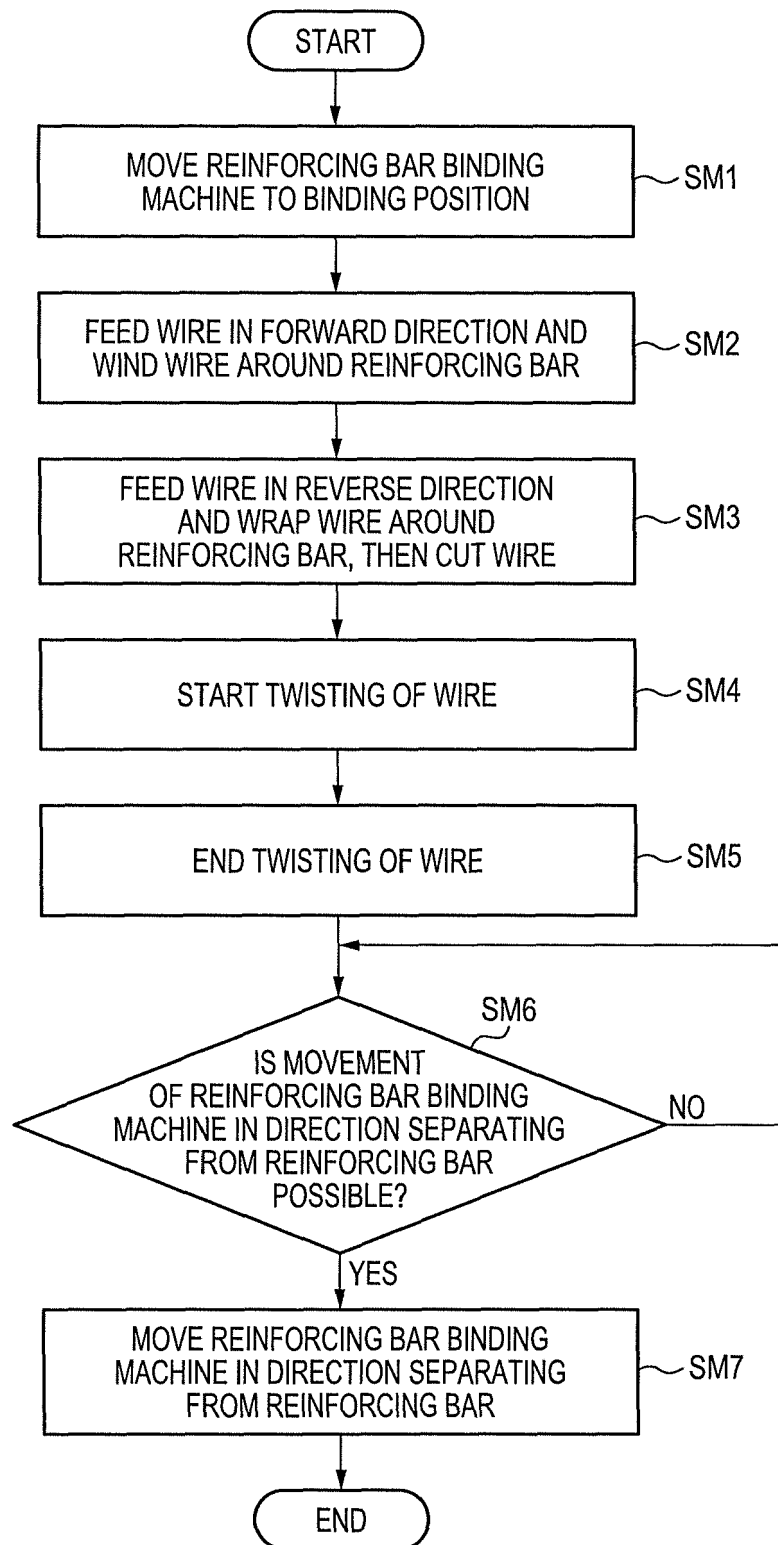 START
MOVE REINFORCING BAR BINDING
MACHINE TO BINDING POSITION
SM1
FEED WIRE IN FORWARD DIRECTION AND
WIND WIRE AROUND REINFORCING BAR
SM2
FEED WIRE IN REVERSE DIRECTION
AND WRAP WIRE AROUND
REINFORCING BAR, THEN CUT WIRE
SM3
START TWISTING OF WIRE
SM4
END TWISTING OF WIRE
SM5
SM6
IS MOVEMENT
OF REINFORCING BAR BINDING
MACHINE IN DIRECTION SEPARATING
FROM REINFORCING BAR
POSSIBLE?
NO
YES
MOVE REINFORCING BAR BINDING
MACHINE IN DIRECTION SEPARATING
FROM REINFORCING BAR
SM7
END